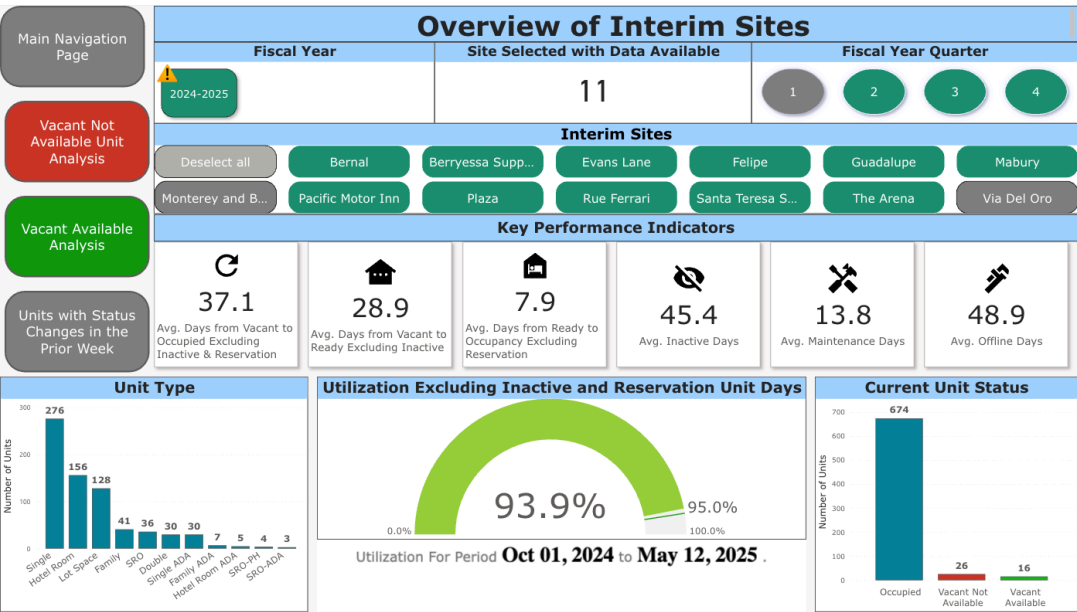 Main Navigation
Page
Vacant Not
Available Unit
Analysis
Vacant Available
Analysis
Units with Status
Changes in the
Prior Week
Overview of Interim Sites
Fiscal Year
Site Selected with Data Available
Fiscal Year Quarter
2024-2025
11
1
2
3
4
Interim Sites
Deselect all
Bernal
Berryessa Supp...
Evans Lane
Felipe
Guadalupe
Mabury
Monterey and B...
Pacific Motor Inn
Plaza
Rue Ferrari
Santa Teresa S...
The Arena
Via Del Oro
Key Performance Indicators
37.1
Avg. Days from Vacant to
Occupied Excluding
Inactive & Reservation
28.9
Avg. Days from Vacant to
Ready Excluding Inactive
7.9
Avg. Days from Ready to
Occupancy Excluding
Reservation
45.4
Avg. Inactive Days
13.8
Avg. Maintenance Days
48.9
Avg. Offline Days
Unit Type
Number of Units
300
200
100
0
276
156
128
41
36
30
30
7
5
4
3
Single
Hotel Room
Lot Space
Family
SRO
Double
Single ADA
Family ADA
Hotel Room ADA
SRO-PH
SRO-ADA
Utilization Excluding Inactive and Reservation Unit Days
93.9%
0.0%
95.0%
100.0%
Utilization For Period Oct 01, 2024 to May 12, 2025 .
Current Unit Status
Number of Units
700
600
500
400
300
200
100
0
674
26
16
Occupied
Vacant Not
Available
Vacant
Available